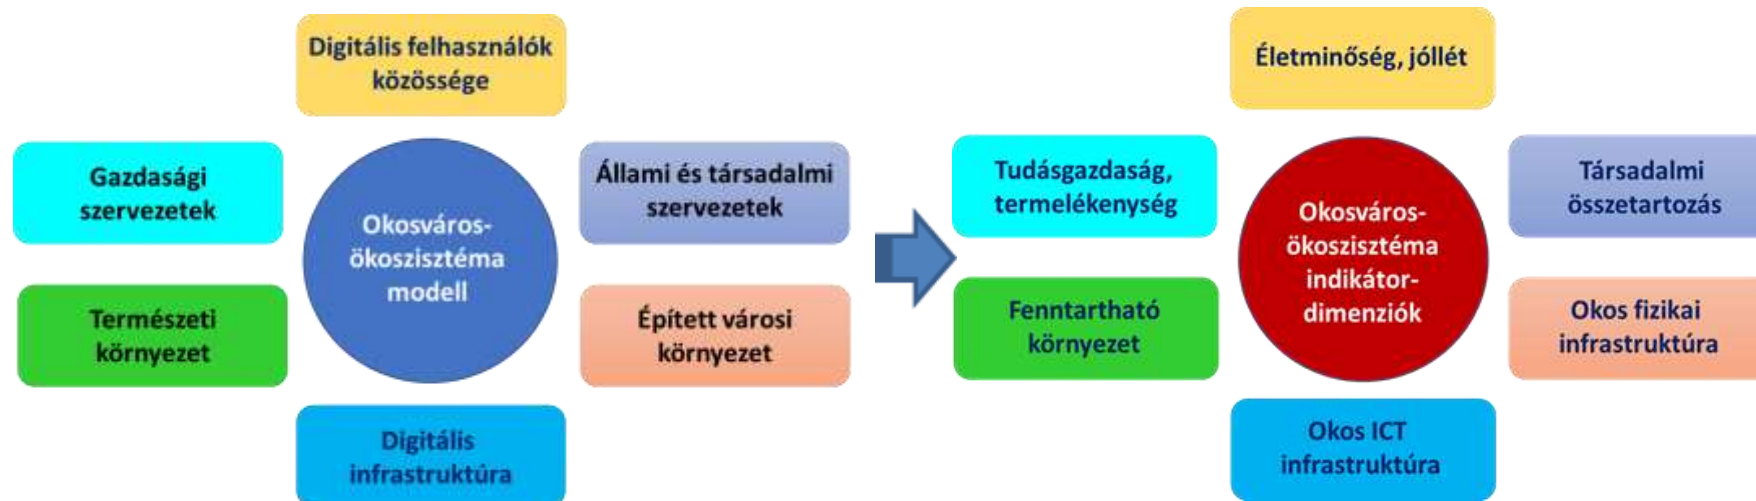 Digitális felhasználók
közössége
Gazdasági
szervezetek
Okosváros-
ökoszisztéma
modell
Állami és társadalmi
szervezetek
Természeti
környezet
Épített városi
környezet
Digitális
infrastruktúra
Életminőség, jóllét
Tudásgazdaság,
termelékenység
Okosváros-
ökoszisztéma
indikátor-
dimenziók
Társadalmi
összetartozás
Fenntartható
környezet
Okos fizikai
infrastruktúra
Okos ICT
infrastruktúra